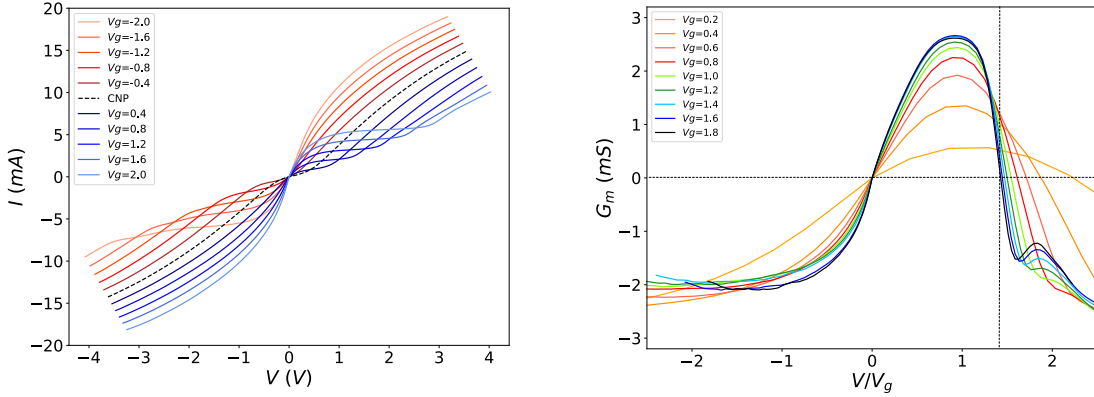 20
15
10
5
0
−5
−10
−15
−20
I (mA)
Vg=-2.0
Vg=-1.6
Vg=-1.2
Vg=-0.8
Vg=-0.4
CNP
Vg=0.4
Vg=0.8
Vg=1.2
Vg=1.6
Vg=2.0
−4 −3 −2 −1 0 1 2 3 4
V (V)
3
2
1
0
−1
−2
−3
Gm (mS)
Vg=0.2
Vg=0.4
Vg=0.6
Vg=0.8
Vg=1.0
Vg=1.2
Vg=1.4
Vg=1.6
Vg=1.8
−2 −1 0 1 2
V/Vg